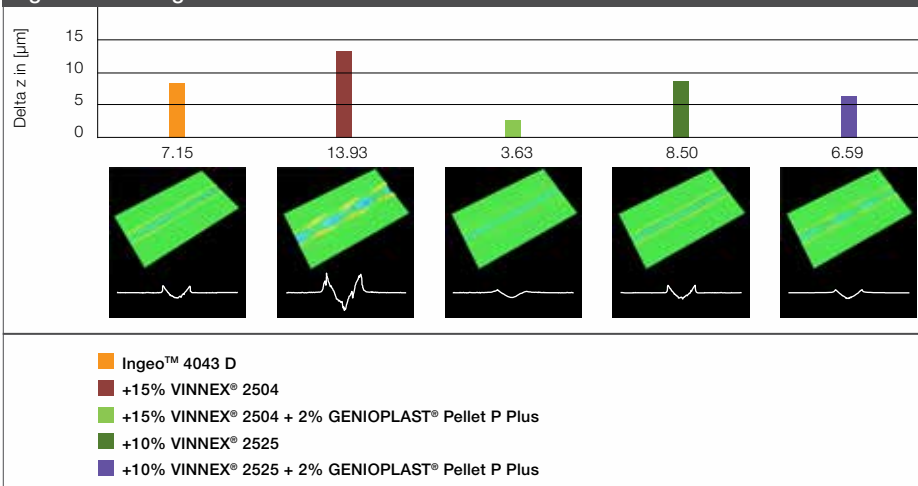 Delta z in [µm]
15
10
5
0
7.15 13.93 3.63 8.50 6.59
Ingeo™ 4043 D
+15% VINNEX® 2504
+15% VINNEX® 2504 + 2% GENIOPLAST® Pellet P Plus
+10% VINNEX® 2525
+10% VINNEX® 2525 + 2% GENIOPLAST® Pellet P Plus